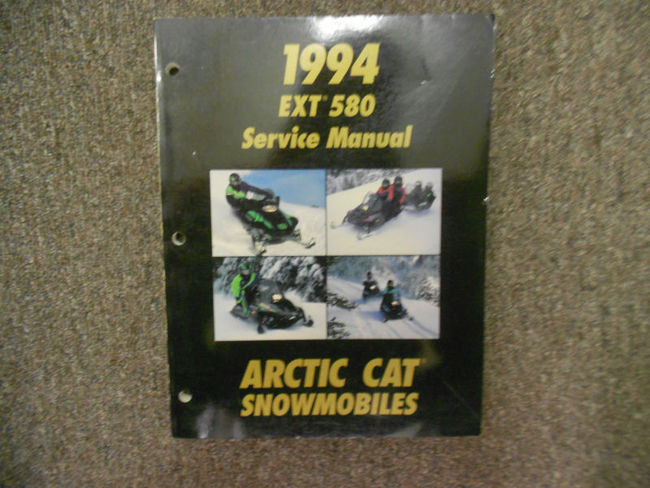 1994
EXT® 580
Service Manual
ARCTIC CAT®
SNOWMOBILES